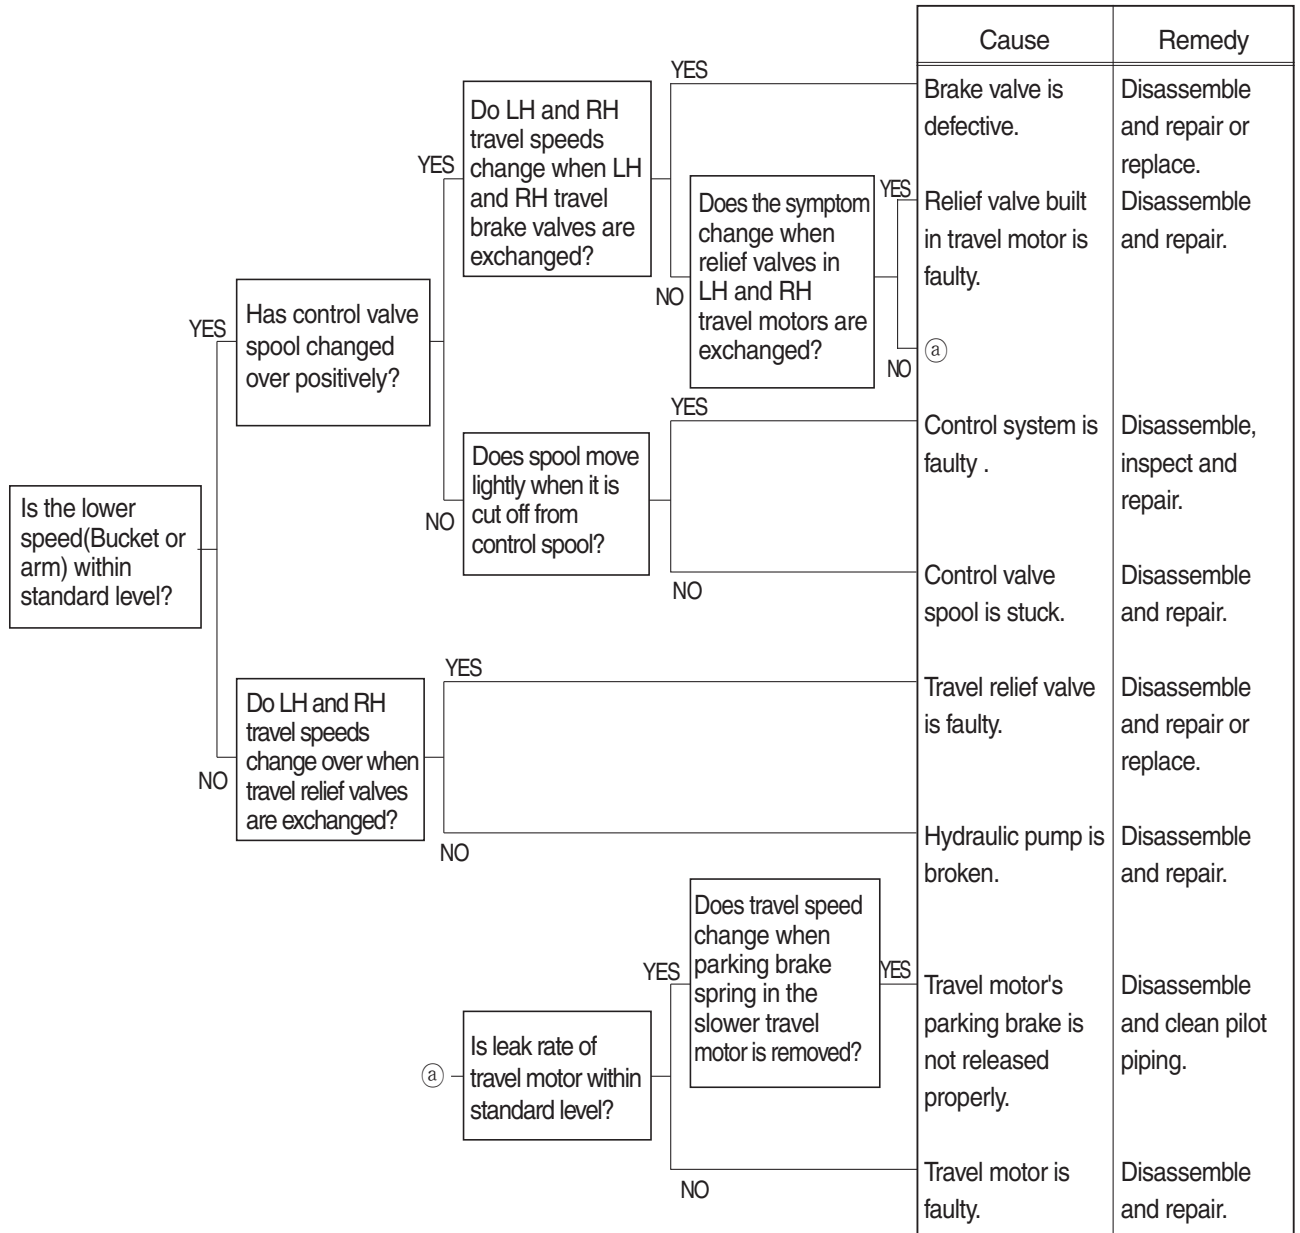 Cause
Remedy
YES
Brake valve is
defective.
Disassemble
and repair or
replace.
Do LH and RH
travel speeds
change when LH
and RH travel
brake valves are
exchanged?
YES
NO
Does the symptom
change when
relief valves in
LH and RH
travel motors are
exchanged?
YES
Relief valve built
in travel motor is
faulty.
Disassemble
and repair.
NO
ⓐ
YES
Has control valve
spool changed
over positively?
NO
Does spool move
lightly when it is
cut off from
control spool?
YES
Control system is
faulty .
Disassemble,
inspect and
repair.
NO
Control valve
spool is stuck.
Disassemble
and repair.
Is the lower
speed(Bucket or
arm) within
standard level?
NO
Do LH and RH
travel speeds
change over when
travel relief valves
are exchanged?
YES
Travel relief valve
is faulty.
Disassemble
and repair or
replace.
NO
Hydraulic pump is
broken.
Disassemble
and repair.
ⓐ
Is leak rate of
travel motor within
standard level?
YES
Does travel speed
change when
parking brake
spring in the
slower travel
motor is removed?
YES
Travel motor's
parking brake is
not released
properly.
Disassemble
and clean pilot
piping.
NO
Travel motor is
faulty.
Disassemble
and repair.